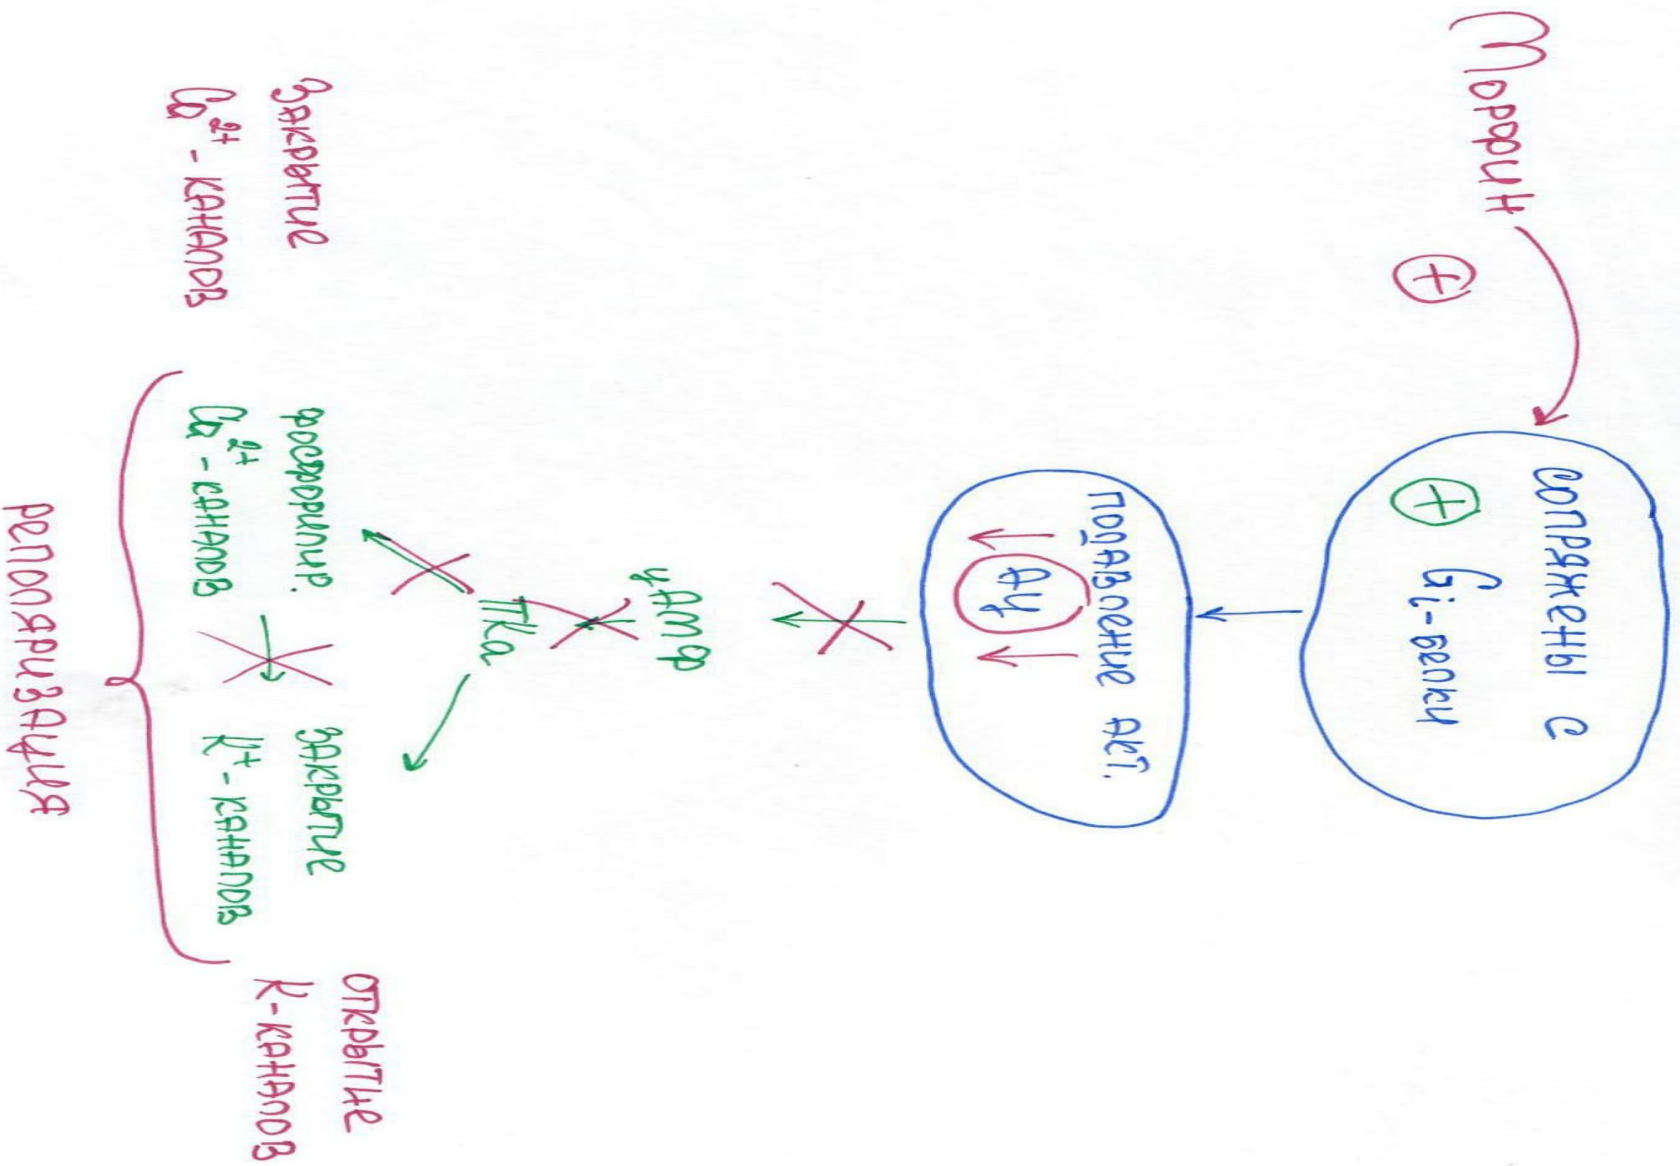 Морфин
+
сопряжены с
+ Gi-белки
подавление акт.
АЦ
цАМФ
ПКа
закрытие
Ca²⁺ - каналов
фосфорилир.
Ca²⁺ - каналов
закрытие
K⁺ - каналов
открытие
K-каналов
реполяризация